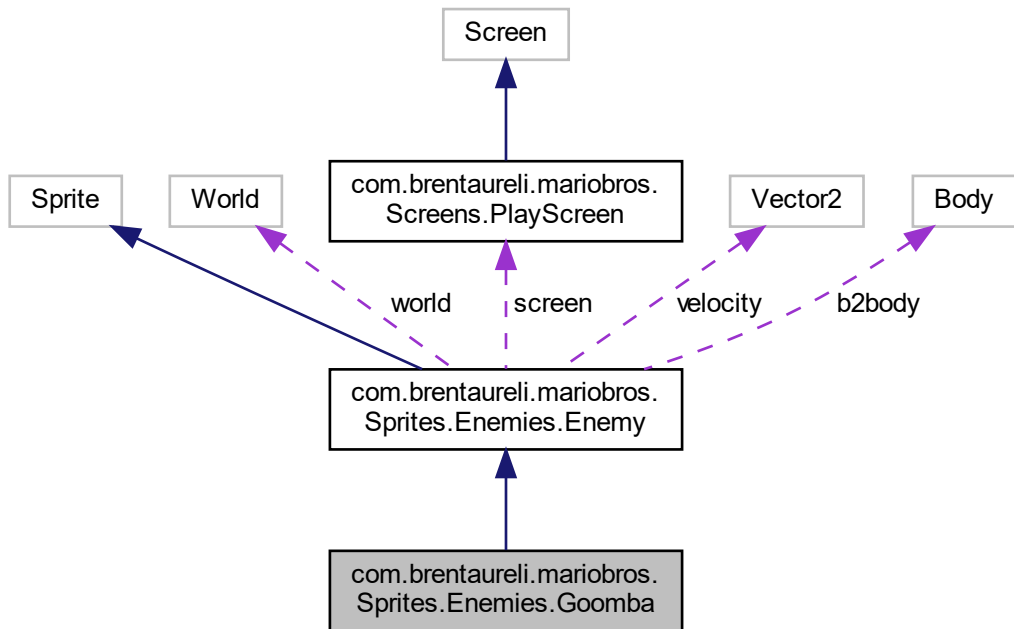 Screen
com.brentaureli.mariobros.
Screens.PlayScreen
Sprite
World
Vector2
Body
world
screen
velocity
b2body
com.brentaureli.mariobros.
Sprites.Enemies.Enemy
com.brentaureli.mariobros.
Sprites.Enemies.Goomba